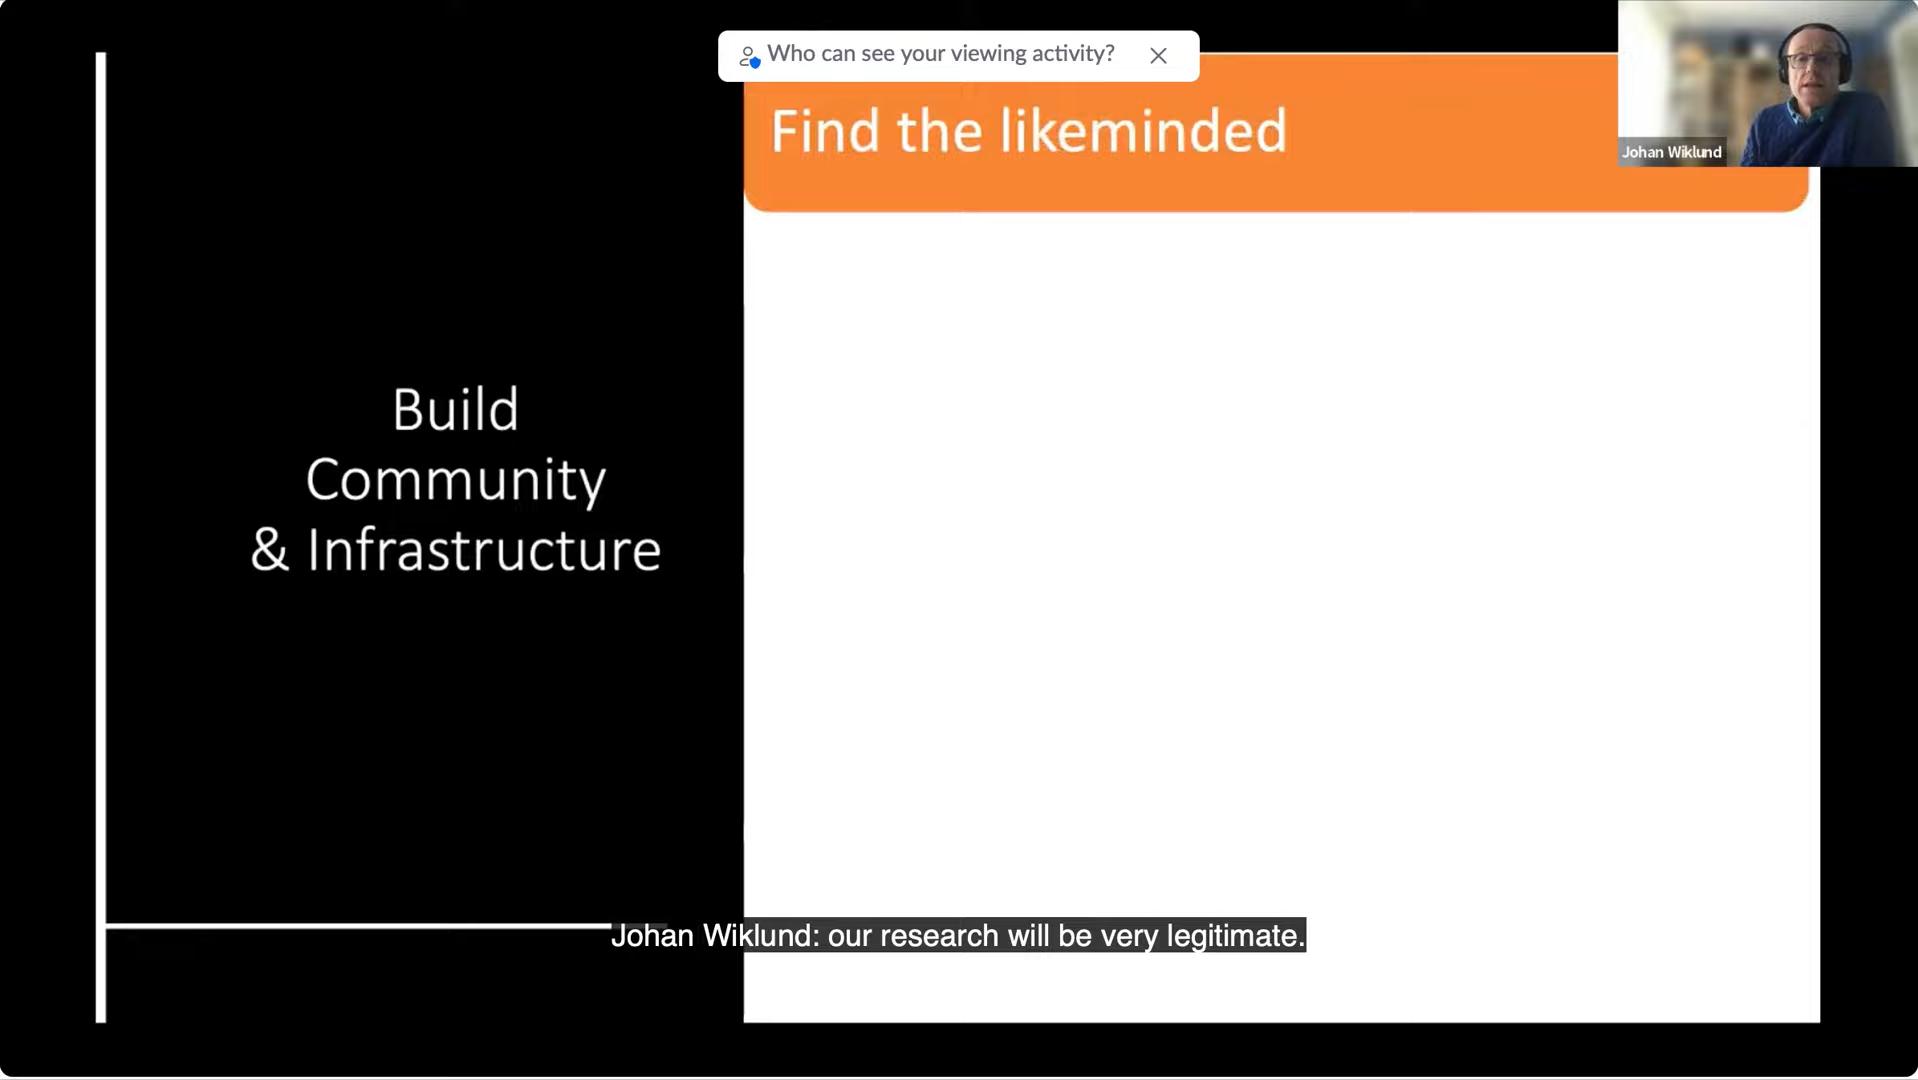 Who can see your viewing activity?
Find the likeminded
Johan Wiklund
Build
Community
& Infrastructure
Johan Wiklund: our research will be very legitimate.